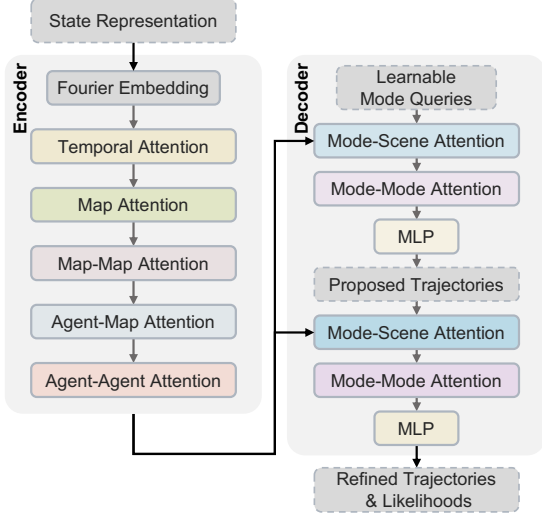 State Representation
Encoder
Fourier Embedding
Temporal Attention
Map Attention
Map-Map Attention
Agent-Map Attention
Agent-Agent Attention
Decoder
Learnable
Mode Queries
Mode-Scene Attention
Mode-Mode Attention
MLP
Proposed Trajectories
Mode-Scene Attention
Mode-Mode Attention
MLP
Refined Trajectories
& Likelihoods